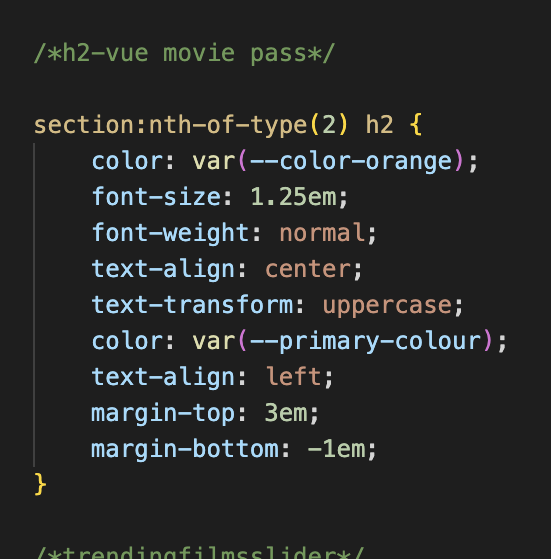 /*h2-vue movie pass*/
section:nth-of-type(2) h2 {
color: var(--color-orange);
font-size: 1.25em;
font-weight: normal;
text-align: center;
text-transform: uppercase;
color: var(--primary-colour);
text-align: left;
margin-top: 3em;
margin-bottom: -1em;
}
/*trendingfilmsslider*/